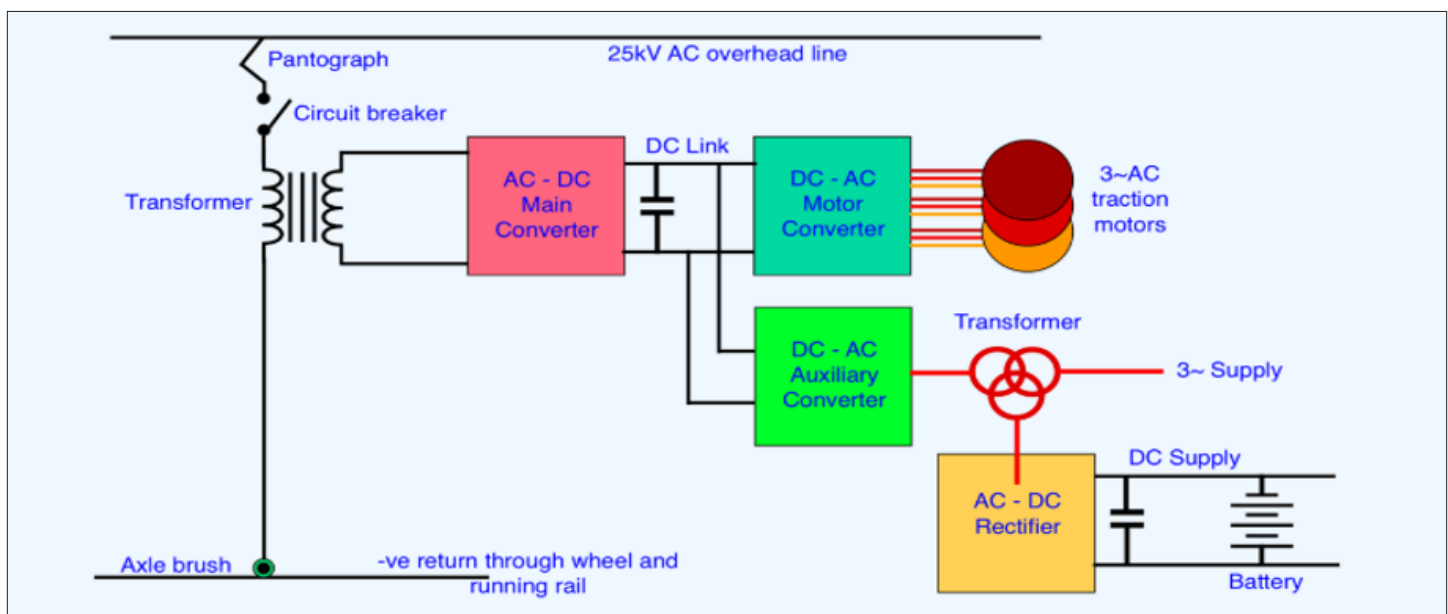 25kV AC overhead line
Pantograph
Circuit breaker
Transformer
AC - DC
Main
Converter
DC Link
DC - AC
Motor
Converter
3~AC
traction
motors
DC - AC
Auxiliary
Converter
Transformer
3~ Supply
AC - DC
Rectifier
DC Supply
Battery
Axle brush
-ve return through wheel and
running rail